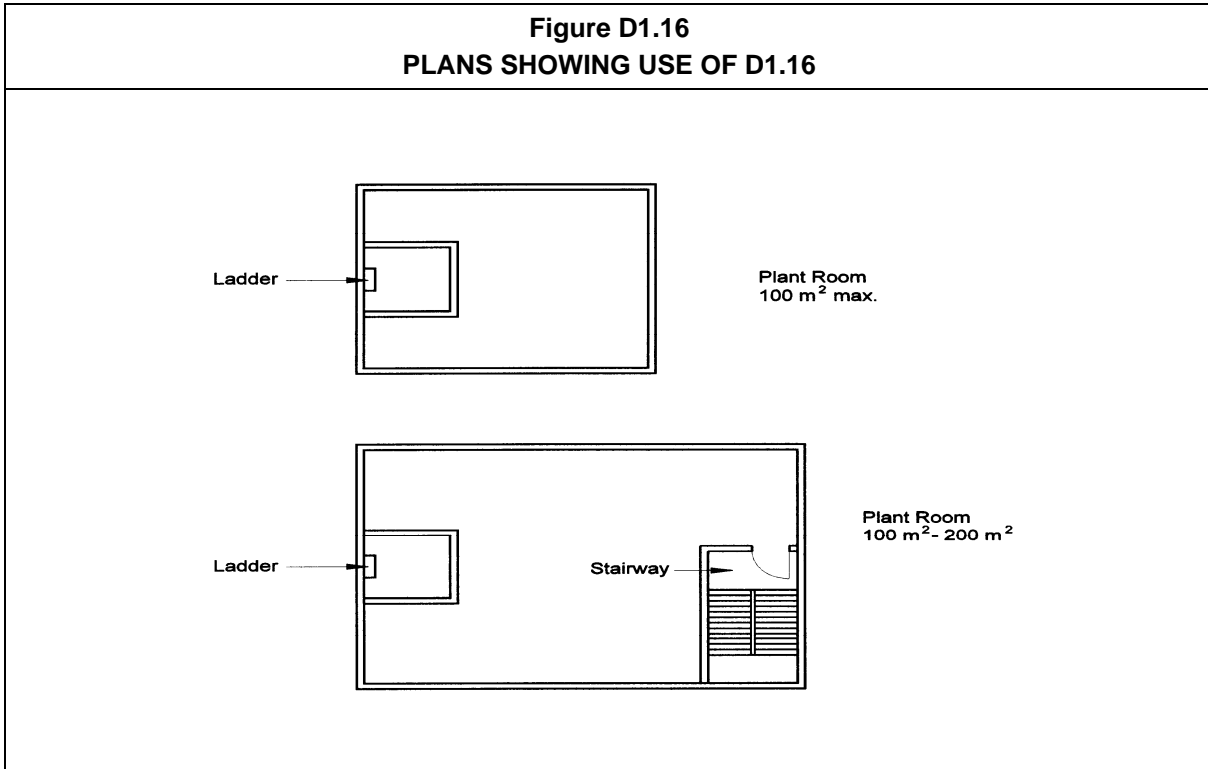 Figure D1.16
PLANS SHOWING USE OF D1.16
Ladder
Plant Room
100 m² max.
Ladder
Stairway
Plant Room
100 m² - 200 m²